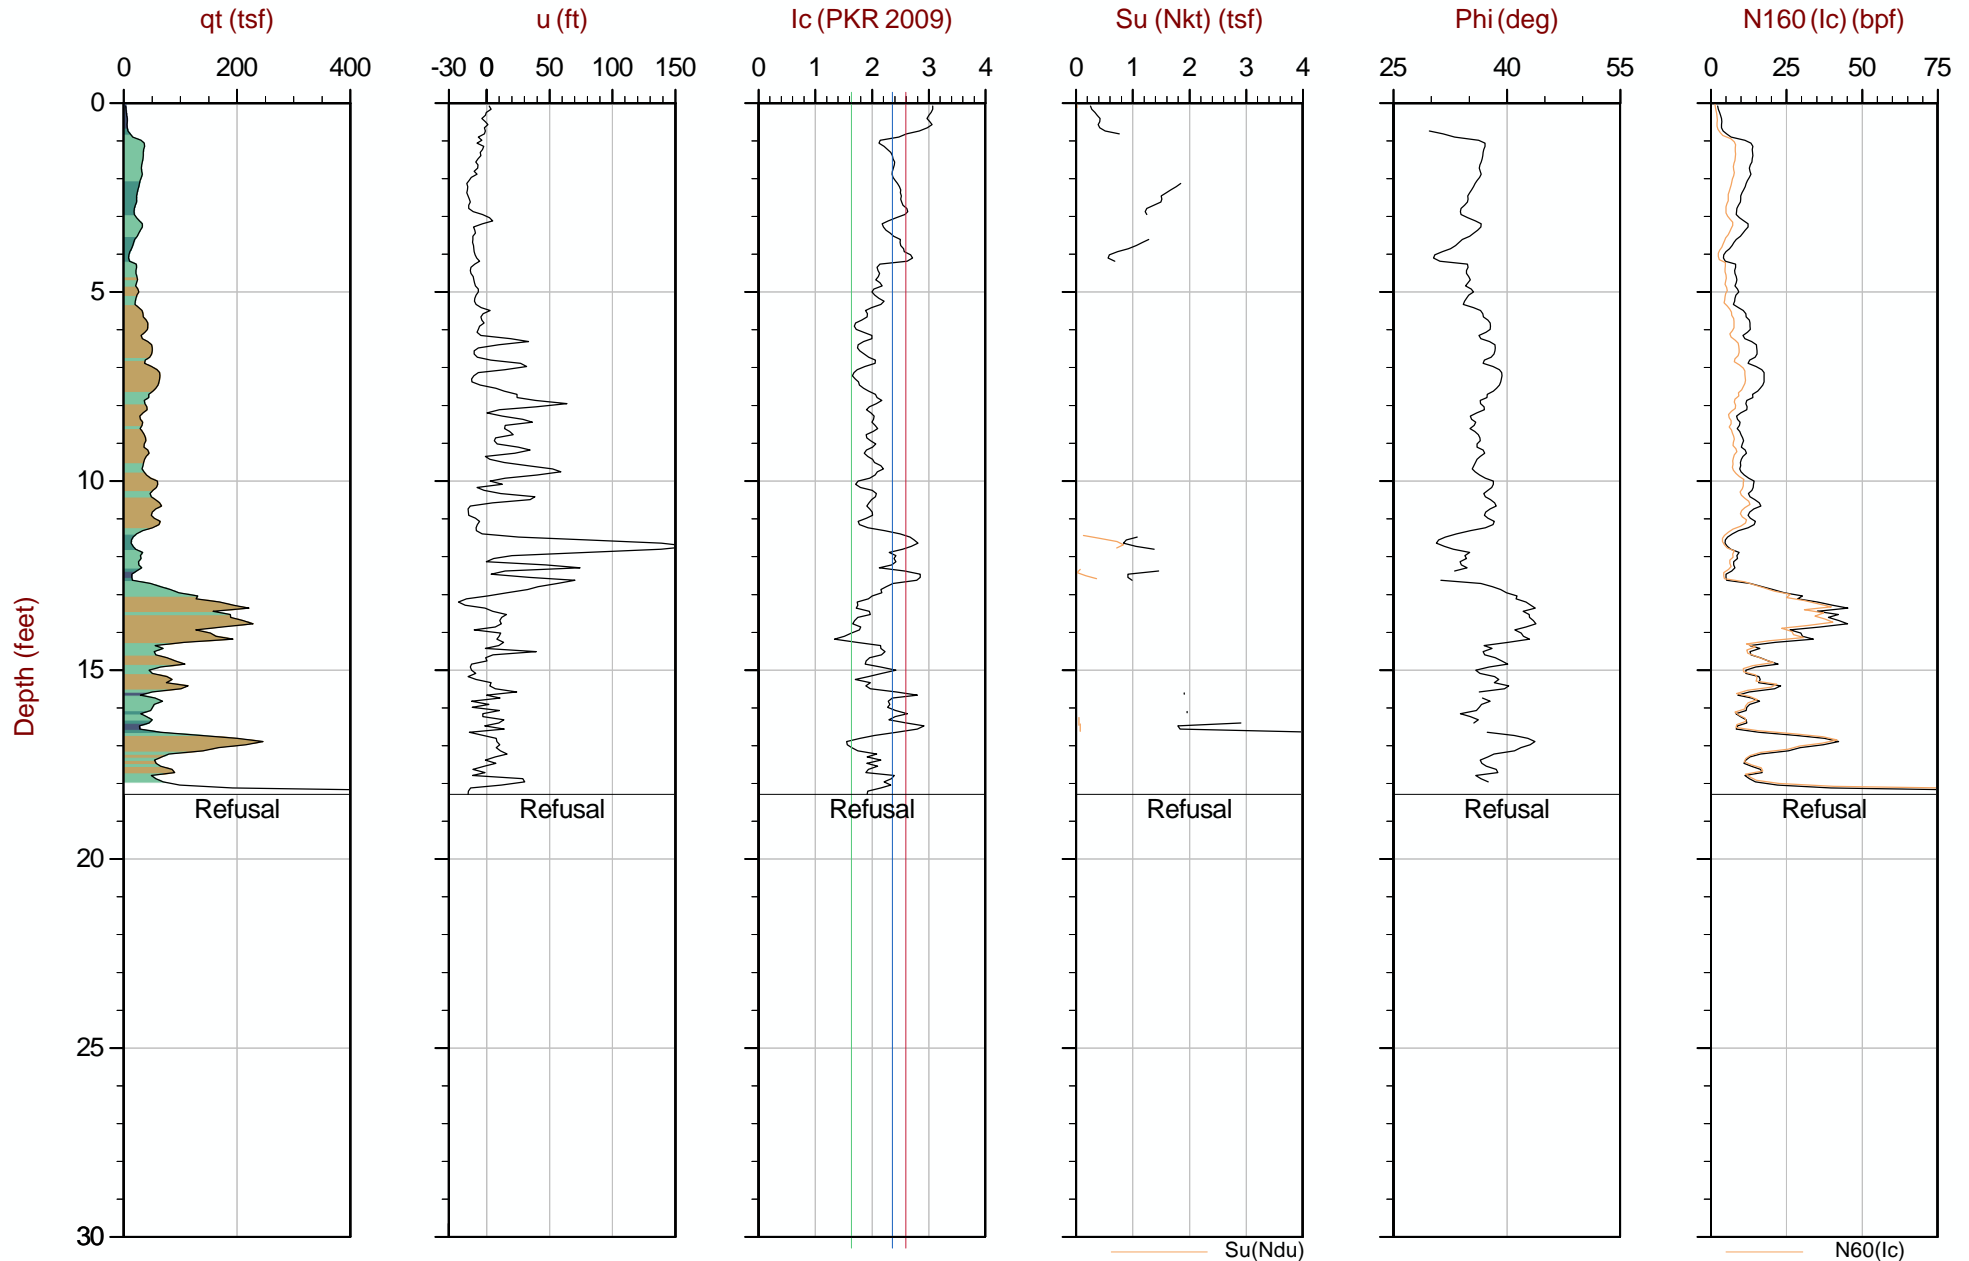 qt (tsf) u (ft) Ic (PKR 2009) Su (Nkt) (tsf) Phi (deg) N160 (Ic) (bpf)
0 200 400 -30 0 50 100 150 0 1 2 3 4 0 1 2 3 4 25 40 55 0 25 50 75
0
5
10
15
Depth (feet)
Refusal Refusal Refusal Refusal Refusal Refusal
20
25
30
Su(Ndu) N60(Ic)